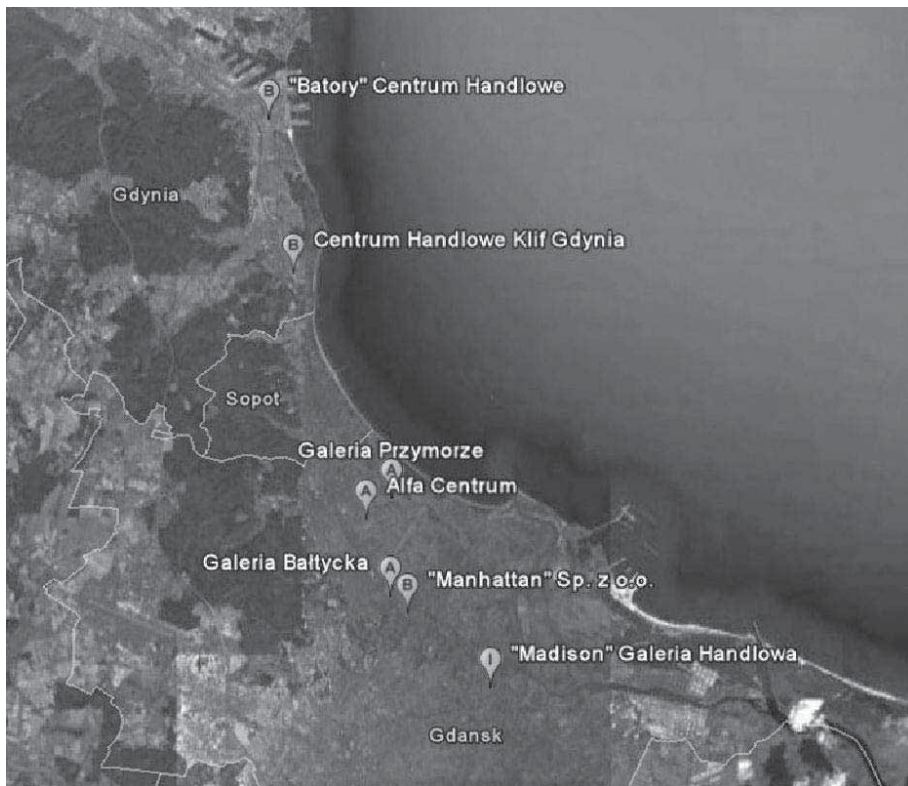 B "Batory" Centrum Handlowe
Gdynia
B Centrum Handlowe Klif Gdynia
Sopot
Galeria Przymorze
A
A Alfa Centrum
Galeria Bałtycka A
B "Manhattan" Sp. z o.o.
I "Madison" Galeria Handlowa
Gdansk